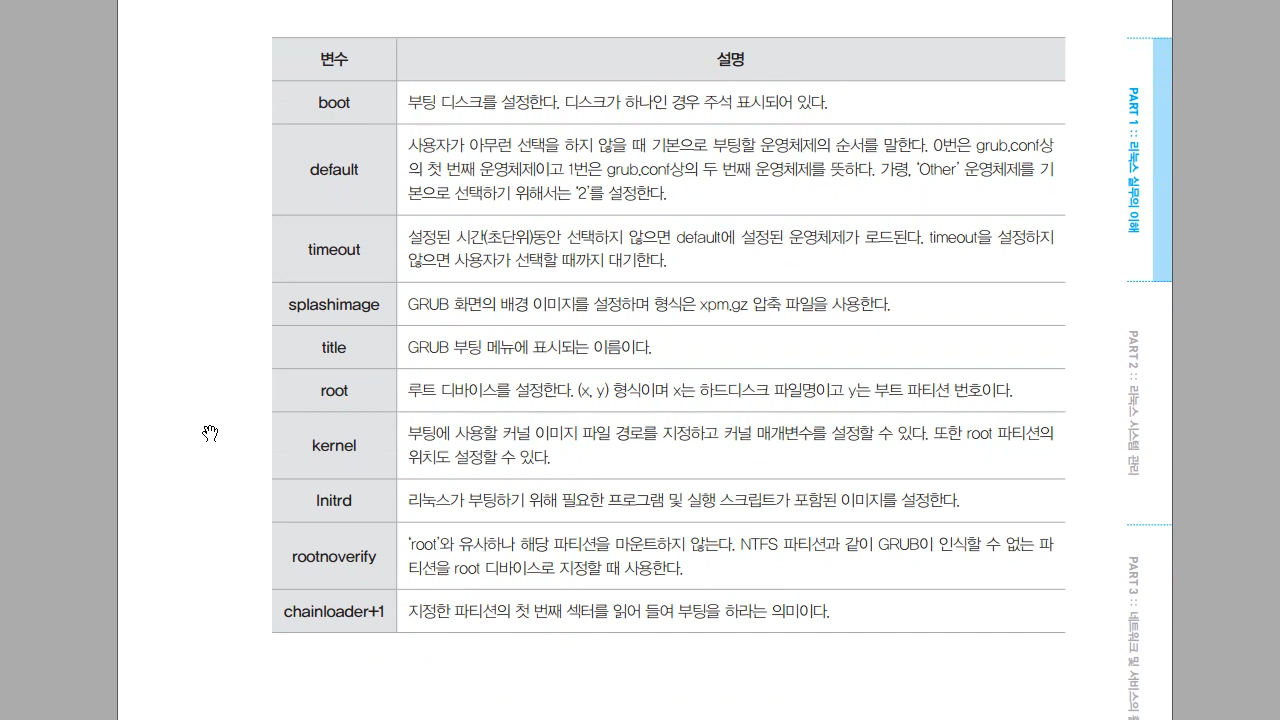 변수 설명
boot 부팅 디스크를 설정한다. 디스크가 하나인 경우 주석 표시되어 있다.
default 사용자가 아무런 선택을 하지 않을 때 기본으로 부팅할 운영체제의 순서를 말한다. 0번은 grub.conf상
의 첫 번째 운영체제이고 1번은 grub.conf상의 두 번째 운영체제를 뜻한다. 가령, ‘Other’ 운영체제를 기
본으로 선택하기 위해서는 ‘2’를 설정한다.
timeout 설정된 시간(초단위)동안 선택하지 않으면 default에 설정된 운영체제가 로드된다. timeout을 설정하지
않으면 사용자가 선택할 때까지 대기한다.
splashimage GRUB 화면의 배경 이미지를 설정하며 형식은 xpm.gz 압축 파일을 사용한다.
title GRUB 부팅 메뉴에 표시되는 이름이다.
root 루트 디바이스를 설정한다. (x, y) 형식이며 x는 하드디스크 파일명이고 y는 루트 파티션 번호이다.
kernel 부팅에 사용할 커널 이미지 파일 경로를 지정하고 커널 매개변수를 설정할 수 있다. 또한 root 파티션의
설정할 수 있다.
Initrd 리눅스가 부팅하기 위해 필요한 프로그램 및 실행 스크립트가 포함된 이미지를 설정한다.
rootnoverify ‘root’와 유사하나 해당 파티션을 마운트하지 않는다. NTFS 파티션과 같이 GRUB이 인식할 수 없는 파
티션을 root 디바이스로 지정할 때 사용한다.
chainloader+1 지정한 파티션의 첫 번째 섹터를 읽어 들여 부팅을 하라는 의미이다.
PART 1 :: 리눅스 실무의 이해
PART 2 :: 리눅스 시스템 관리
PART 3 :: 네트워크 및 서비스의